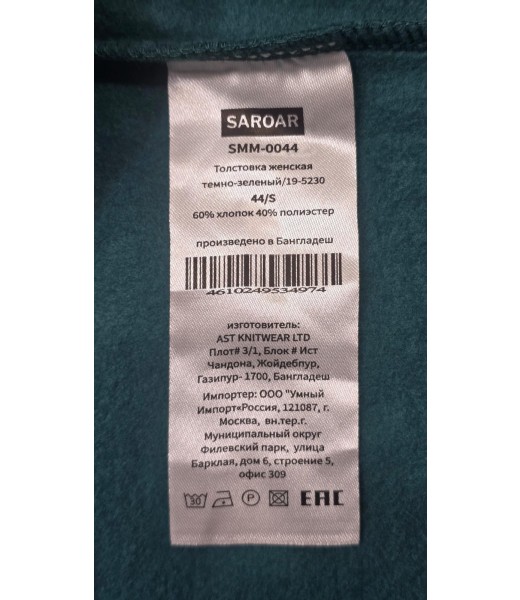 SAROAR
SMM-0044
Толстовка женская
темно-зеленый/19-5230
44/S
60% хлопок 40% полиэстер
произведено в Бангладеш
4610249534974
изготовитель:
AST KNITWEAR LTD
Плот# 3/1, Блок # Ист
Чандона, Жойдебпур,
Газипур- 1700, Бангладеш
Импортер: ООО "Умный
Импорт«Россия, 121087, г.
Москва, вн.тер.г.
Муниципальный округ
Филевский парк, улица
Барклая, дом 6, строение 5,
офис 309
30 P EAC